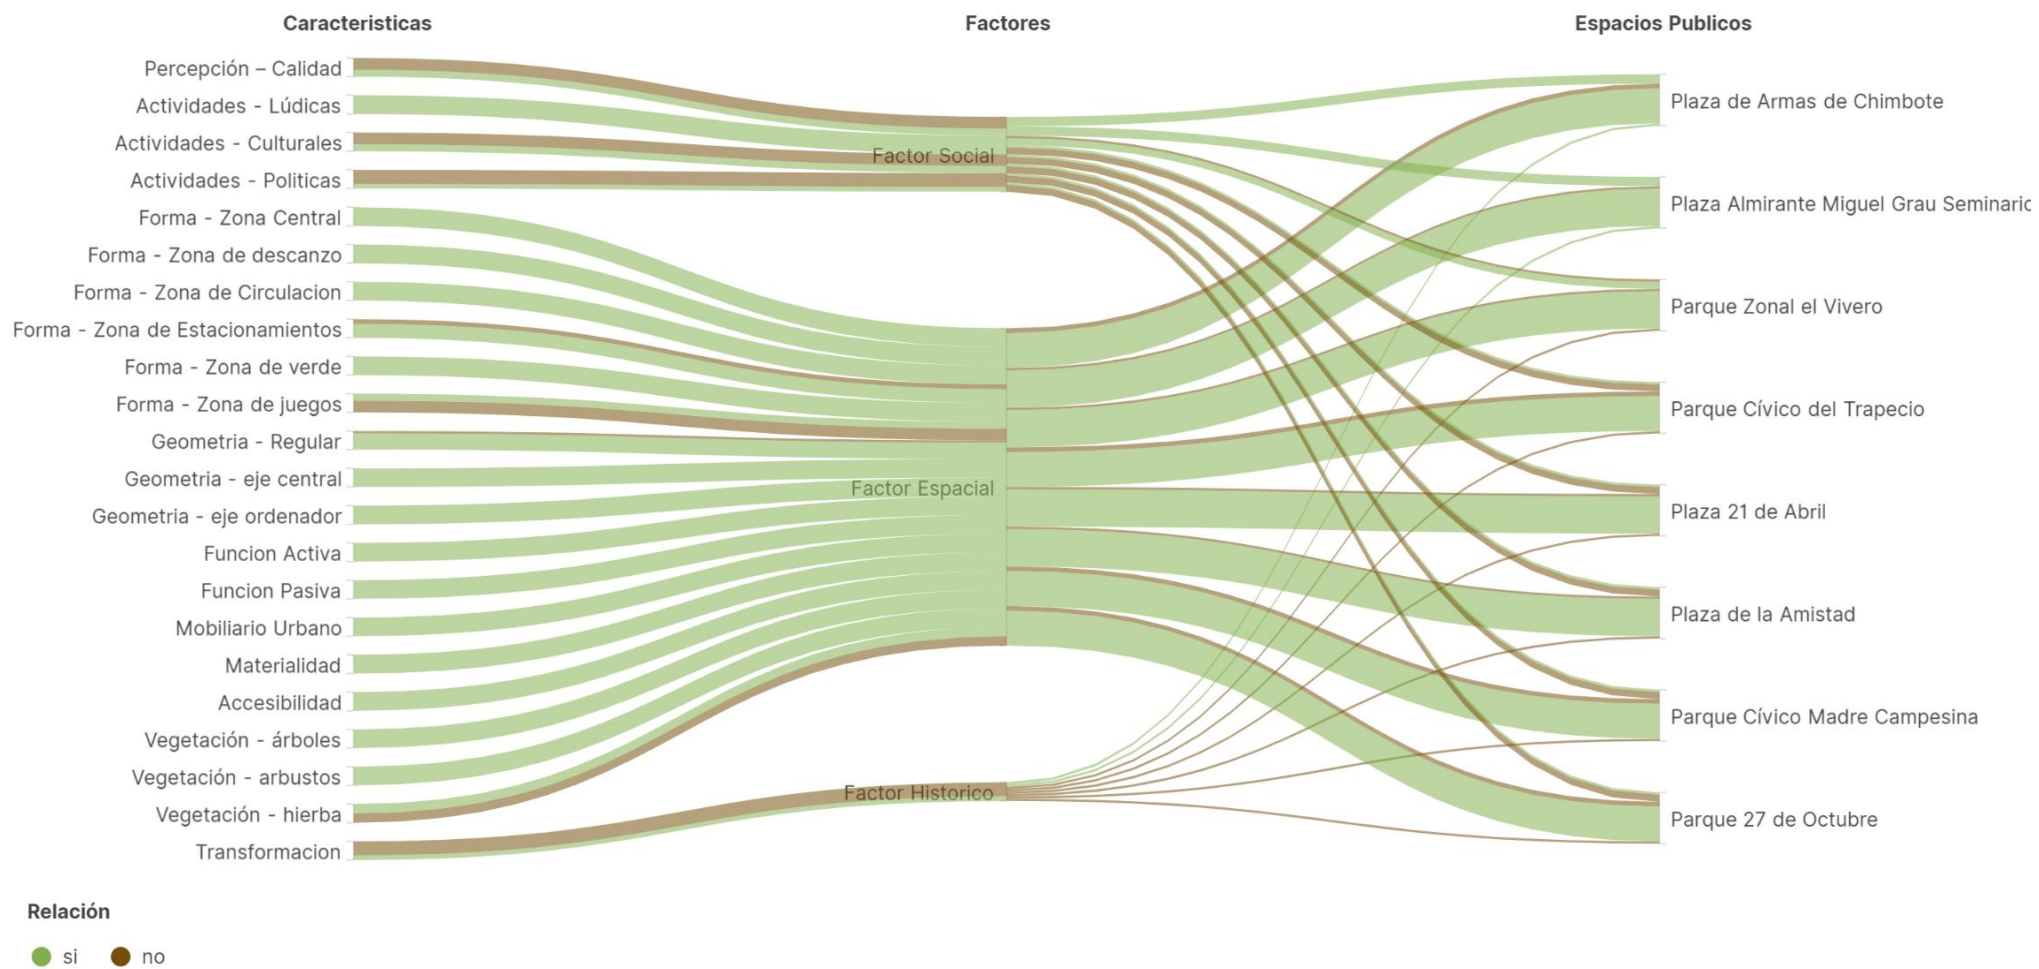 Caracteristicas
Factores
Espacios Publicos
Percepción – Calidad
Actividades - Lúdicas
Actividades - Culturales
Actividades - Politicas
Forma - Zona Central
Forma - Zona de descanzo
Forma - Zona de Circulacion
Forma - Zona de Estacionamientos
Forma - Zona de verde
Forma - Zona de juegos
Geometria - Regular
Geometria - eje central
Geometria - eje ordenador
Funcion Activa
Funcion Pasiva
Mobiliario Urbano
Materialidad
Accesibilidad
Vegetación - árboles
Vegetación - arbustos
Vegetación - hierba
Transformacion
Factor Social
Factor Espacial
Factor Historico
Plaza de Armas de Chimbote
Plaza Almirante Miguel Grau Seminario
Parque Zonal el Vivero
Parque Cívico del Trapecio
Plaza 21 de Abril
Plaza de la Amistad
Parque Cívico Madre Campesina
Parque 27 de Octubre
Relación
si
no